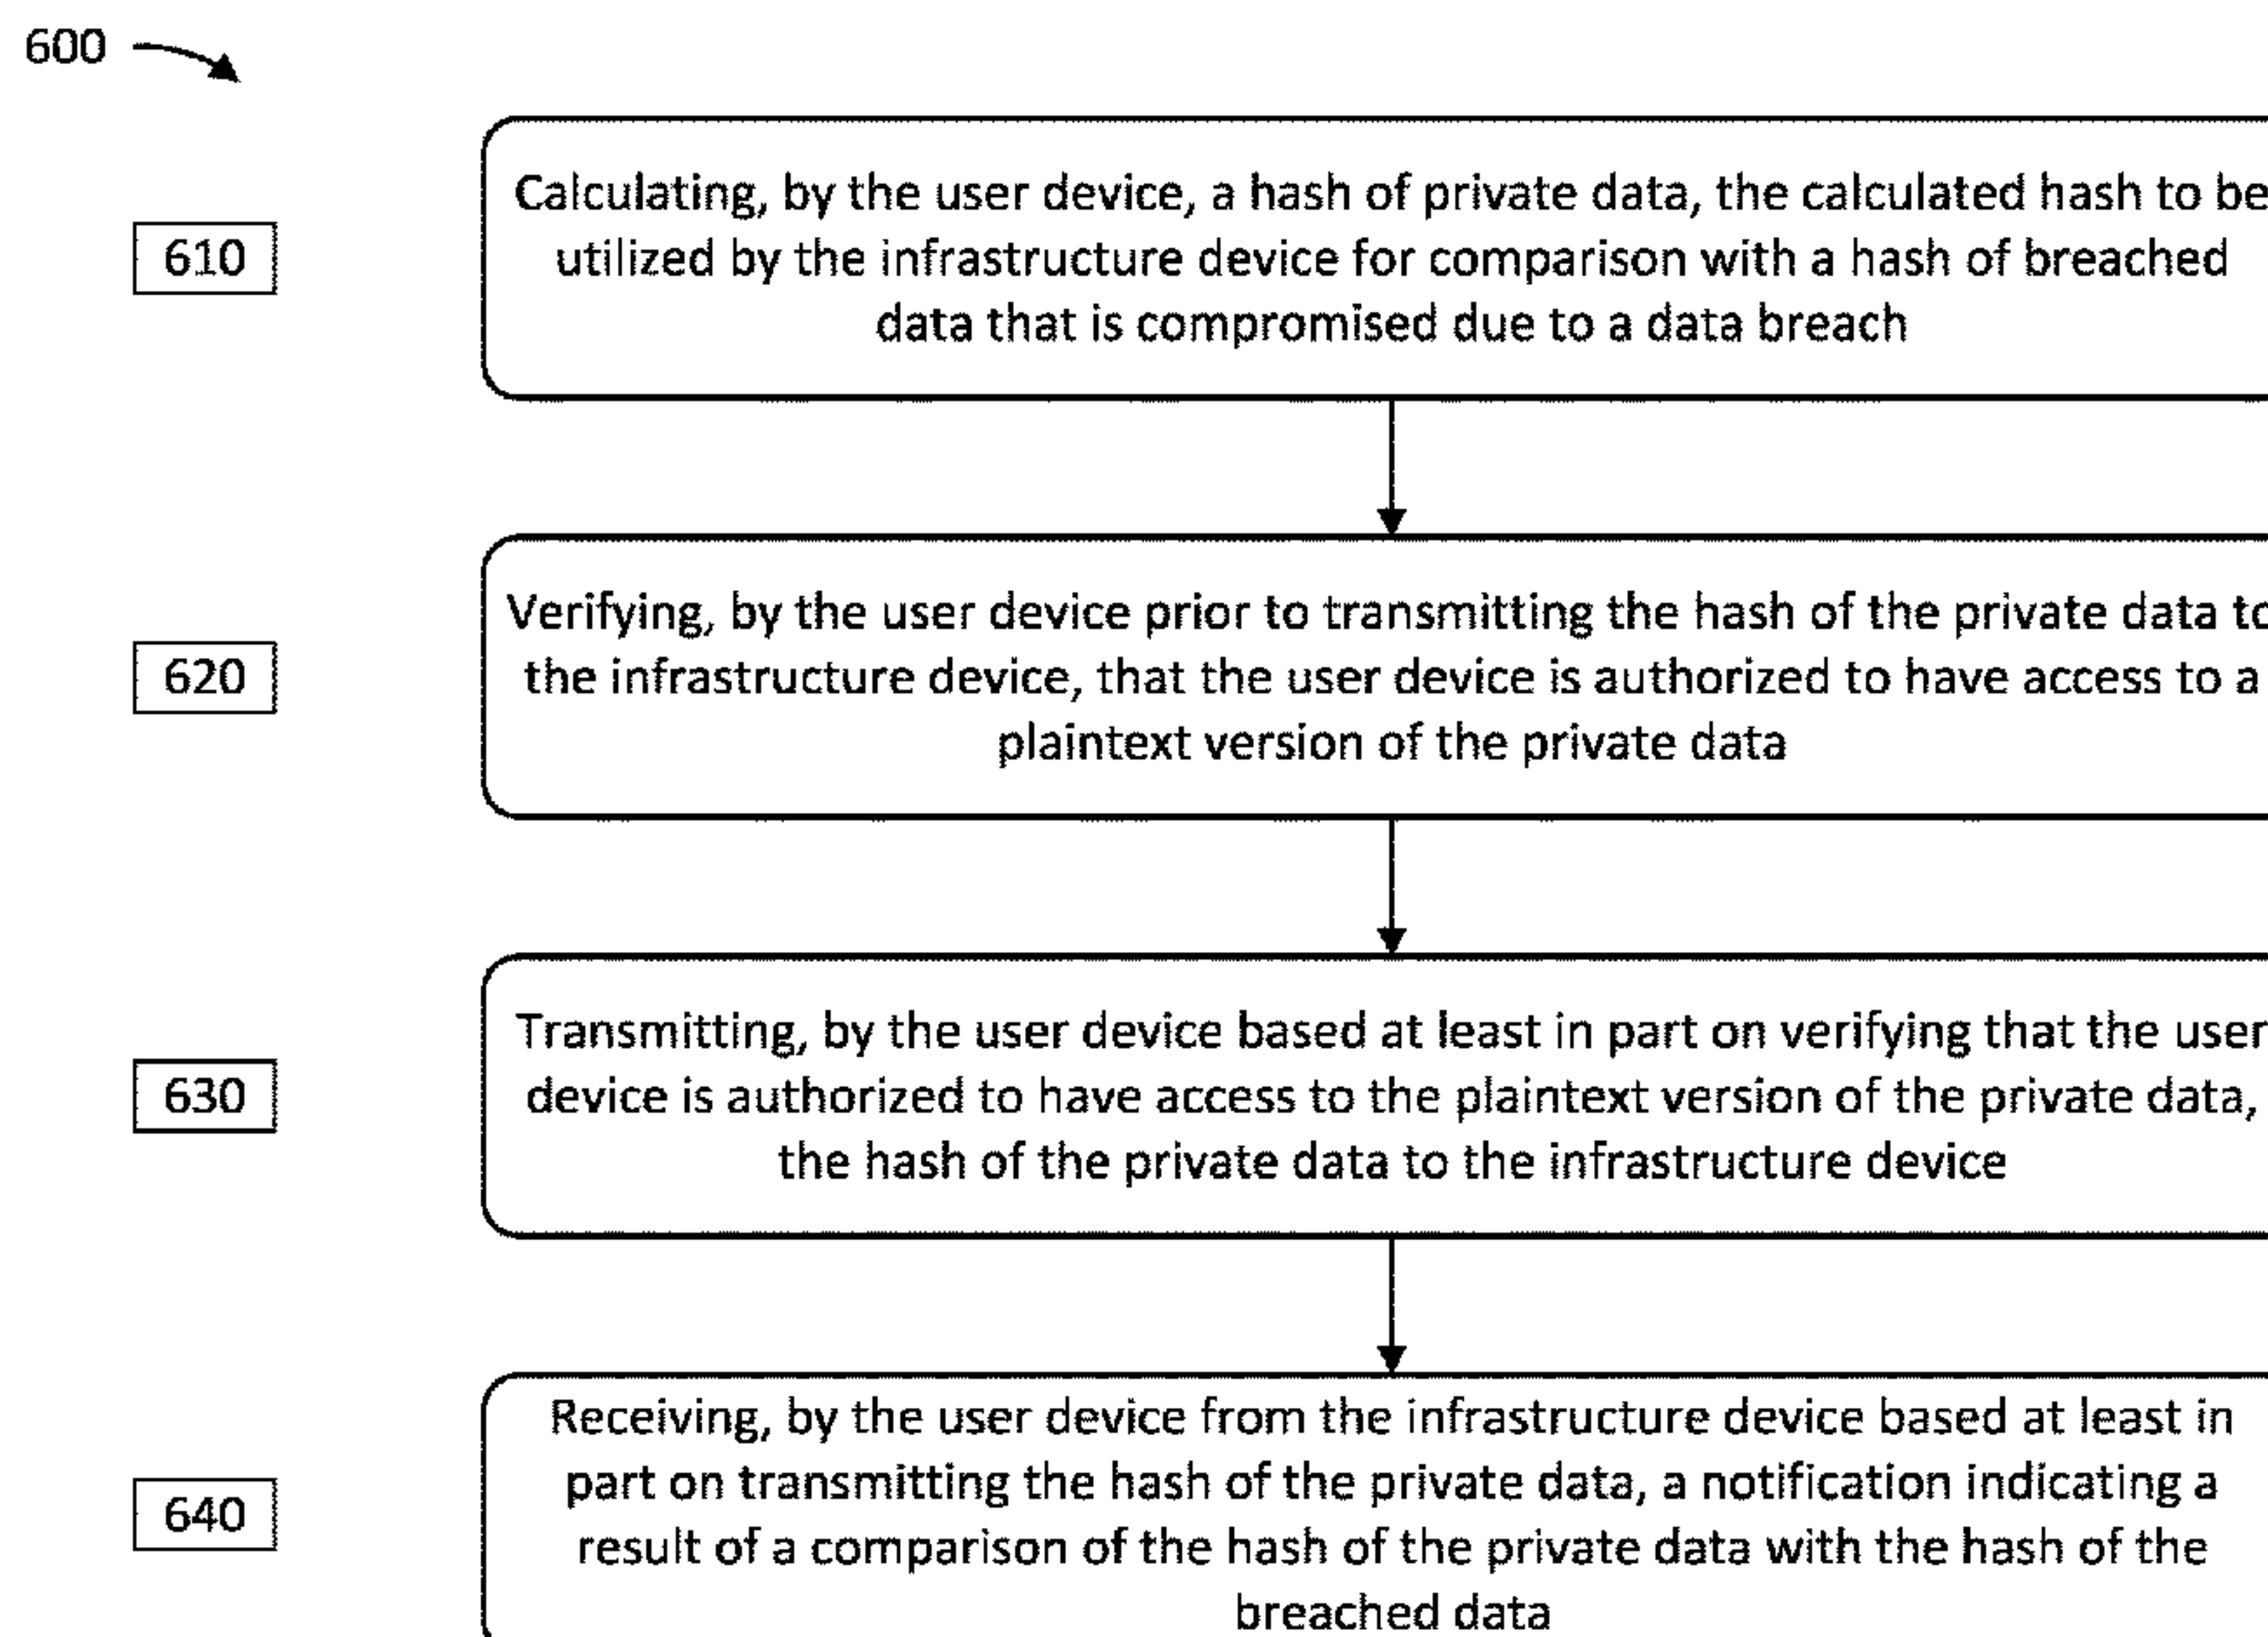 600
610
Calculating, by the user device, a hash of private data, the calculated hash to be
utilized by the infrastructure device for comparison with a hash of breached
data that is compromised due to a data breach
620
Verifying, by the user device prior to transmitting the hash of the private data to
the infrastructure device, that the user device is authorized to have access to a
plaintext version of the private data
630
Transmitting, by the user device based at least in part on verifying that the user
device is authorized to have access to the plaintext version of the private data,
the hash of the private data to the infrastructure device
640
Receiving, by the user device from the infrastructure device based at least in
part on transmitting the hash of the private data, a notification indicating a
result of a comparison of the hash of the private data with the hash of the
breached data